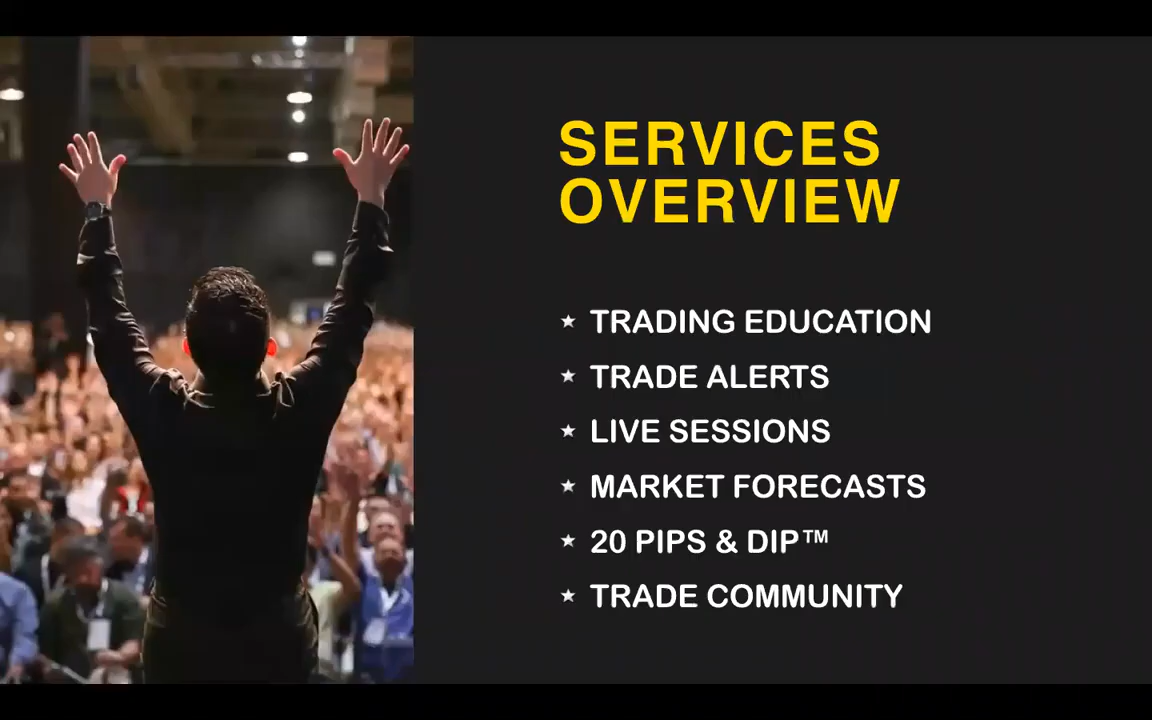 SERVICES
OVERVIEW
★ TRADING EDUCATION
★ TRADE ALERTS
★ LIVE SESSIONS
★ MARKET FORECASTS
★ 20 PIPS & DIP™
★ TRADE COMMUNITY